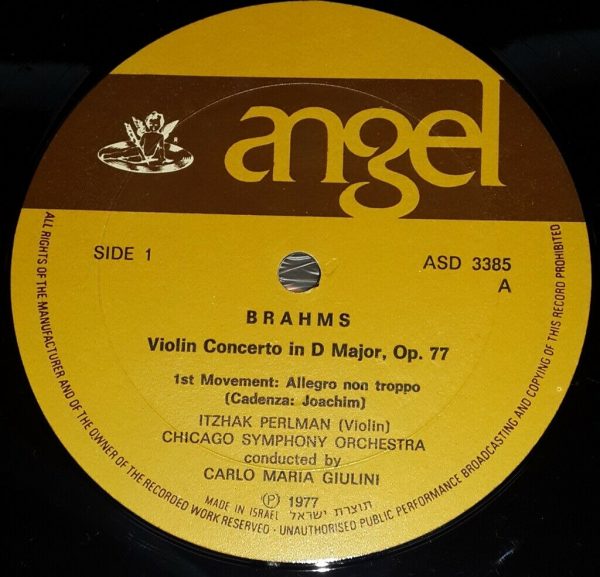 angel
SIDE 1
ASD 3385
A
BRAHMS
Violin Concerto in D Major, Op. 77
1st Movement: Allegro non troppo
(Cadenza: Joachim)
ITZHAK PERLMAN (Violin)
CHICAGO SYMPHONY ORCHESTRA
conducted by
CARLO MARIA GIULINI
Ⓟ 1977
MADE IN ISRAEL תוצרת ישראל
ALL RIGHTS OF THE MANUFACTURER AND OF THE OWNER OF THE RECORDED WORK RESERVED · UNAUTHORISED PUBLIC PERFORMANCE BROADCASTING AND COPYING OF THIS RECORD PROHIBITED